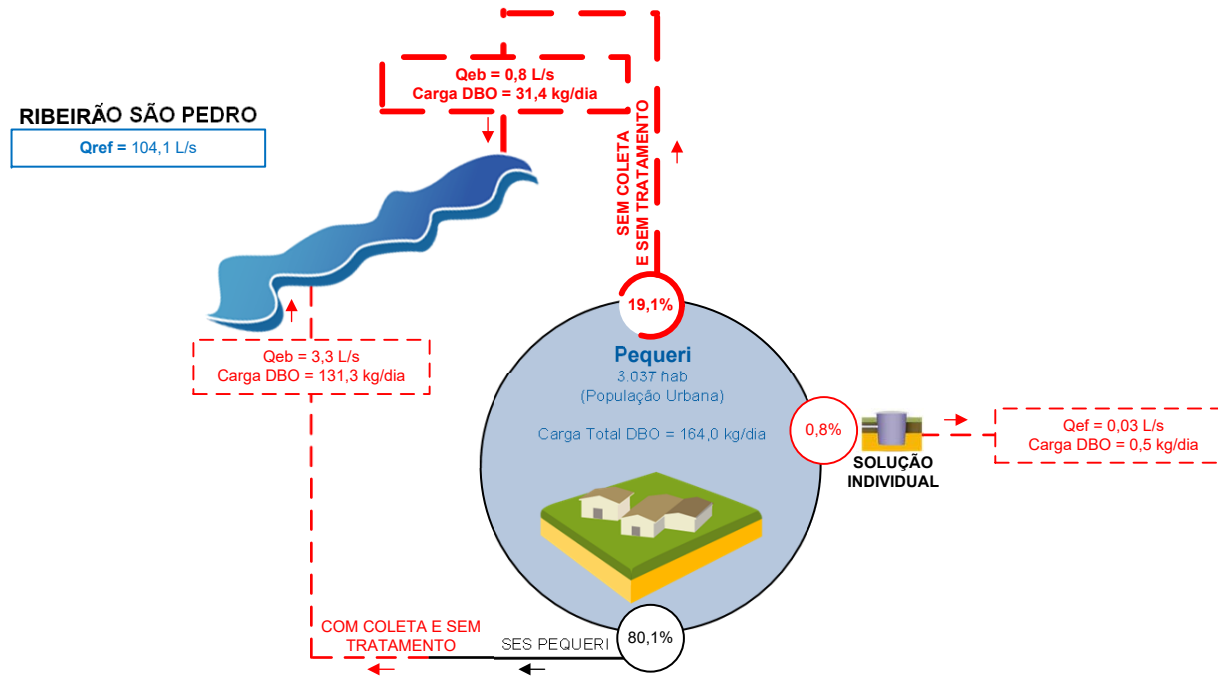 Qeb = 0,8 L/s
Carga DBO = 31,4 kg/dia
RIBEIRÃO SÃO PEDRO
Qref = 104,1 L/s
SEM COLETA
E SEM TRATAMENTO
19,1%
Qeb = 3,3 L/s
Carga DBO = 131,3 kg/dia
Pequeri
3.037 hab
(População Urbana)
Carga Total DBO = 164,0 kg/dia
0,8%
SOLUÇÃO
INDIVIDUAL
Qef = 0,03 L/s
Carga DBO = 0,5 kg/dia
COM COLETA E SEM
TRATAMENTO
SES PEQUERI
80,1%